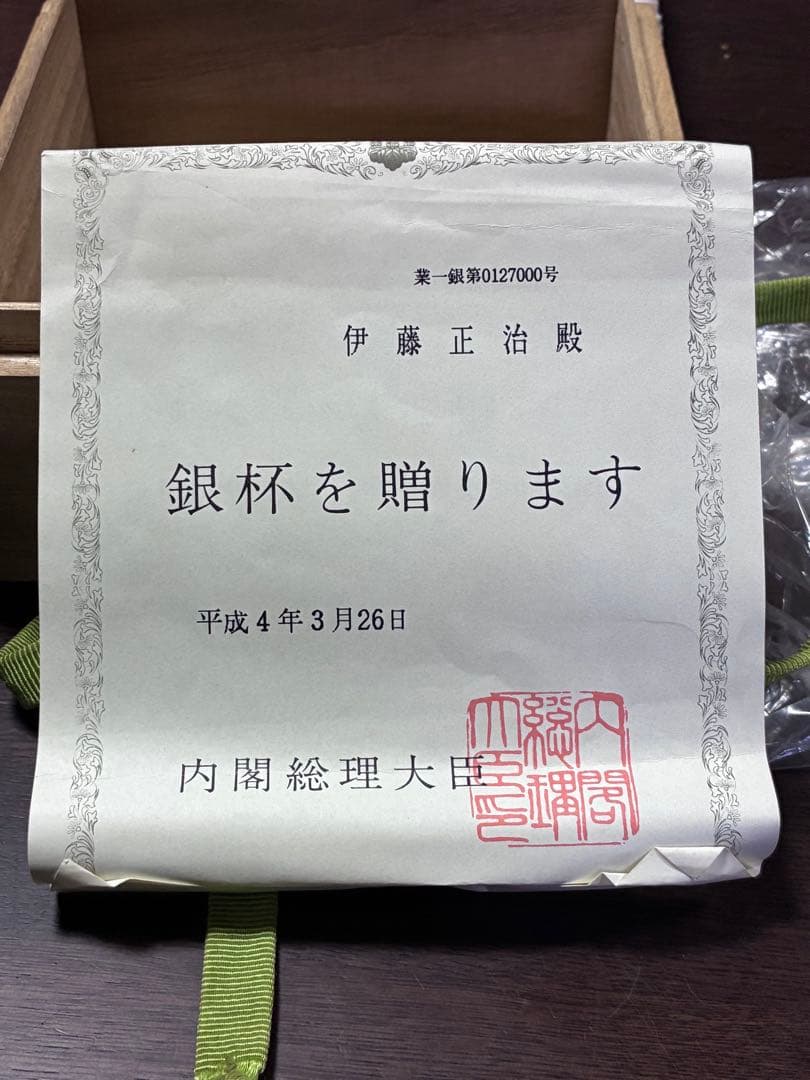 業一銀第0127000号
伊藤正治殿
銀杯を贈ります
平成4年3月26日
内閣総理大臣
内閣総理大臣印